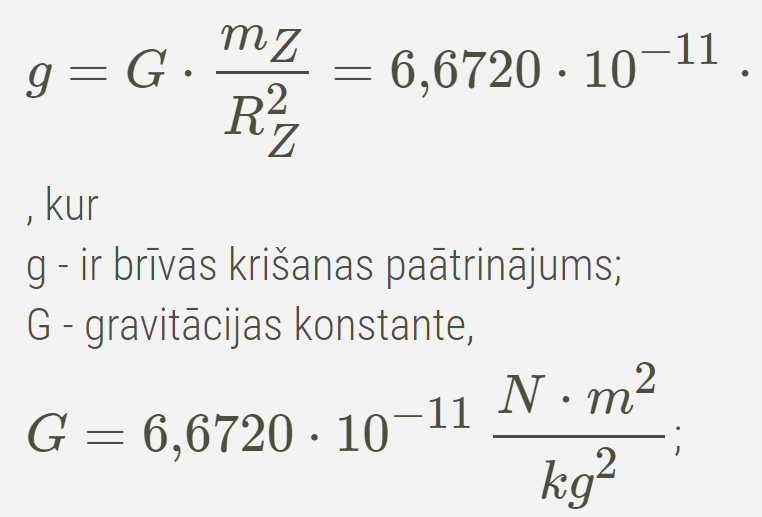 g = G · m_Z / R_Z^2 = 6,6720 · 10^−11 ·
, kur
g - ir brīvās krišanas paātrinājums;
G - gravitācijas konstante,
G = 6,6720 · 10^−11 N · m^2 / kg^2 ;